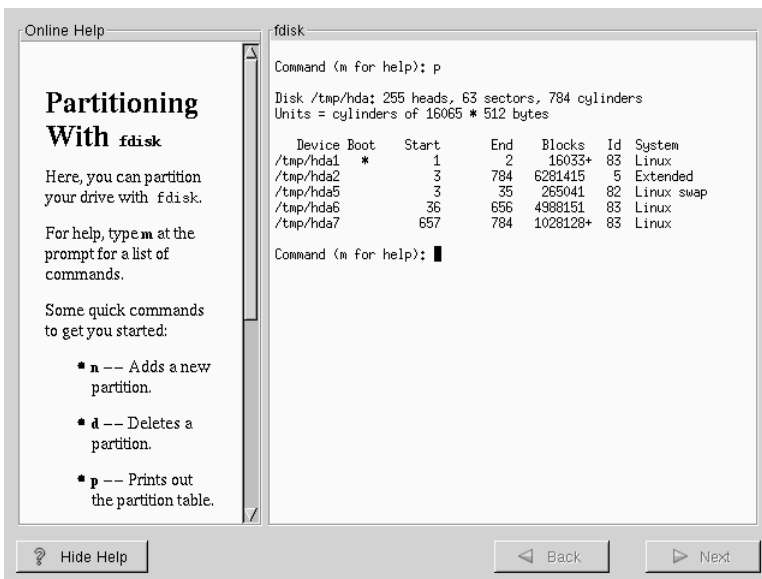 Online Help
Partitioning
With fdisk
Here, you can partition
your drive with fdisk.
For help, type m at the
prompt for a list of
commands.
Some quick commands
to get you started:
* n -- Adds a new
partition.
* d -- Deletes a
partition.
* p -- Prints out
the partition table.
fdisk
Command (m for help): p
Disk /tmp/hda: 255 heads, 63 sectors, 784 cylinders
Units = cylinders of 16065 * 512 bytes
Device Boot Start End Blocks Id System
/tmp/hda1 * 1 2 16033+ 83 Linux
/tmp/hda2 3 784 6281415 5 Extended
/tmp/hda5 3 35 265041 82 Linux swap
/tmp/hda6 36 656 4988151 83 Linux
/tmp/hda7 657 784 1028128+ 83 Linux
Command (m for help):
? Hide Help
Back
Next